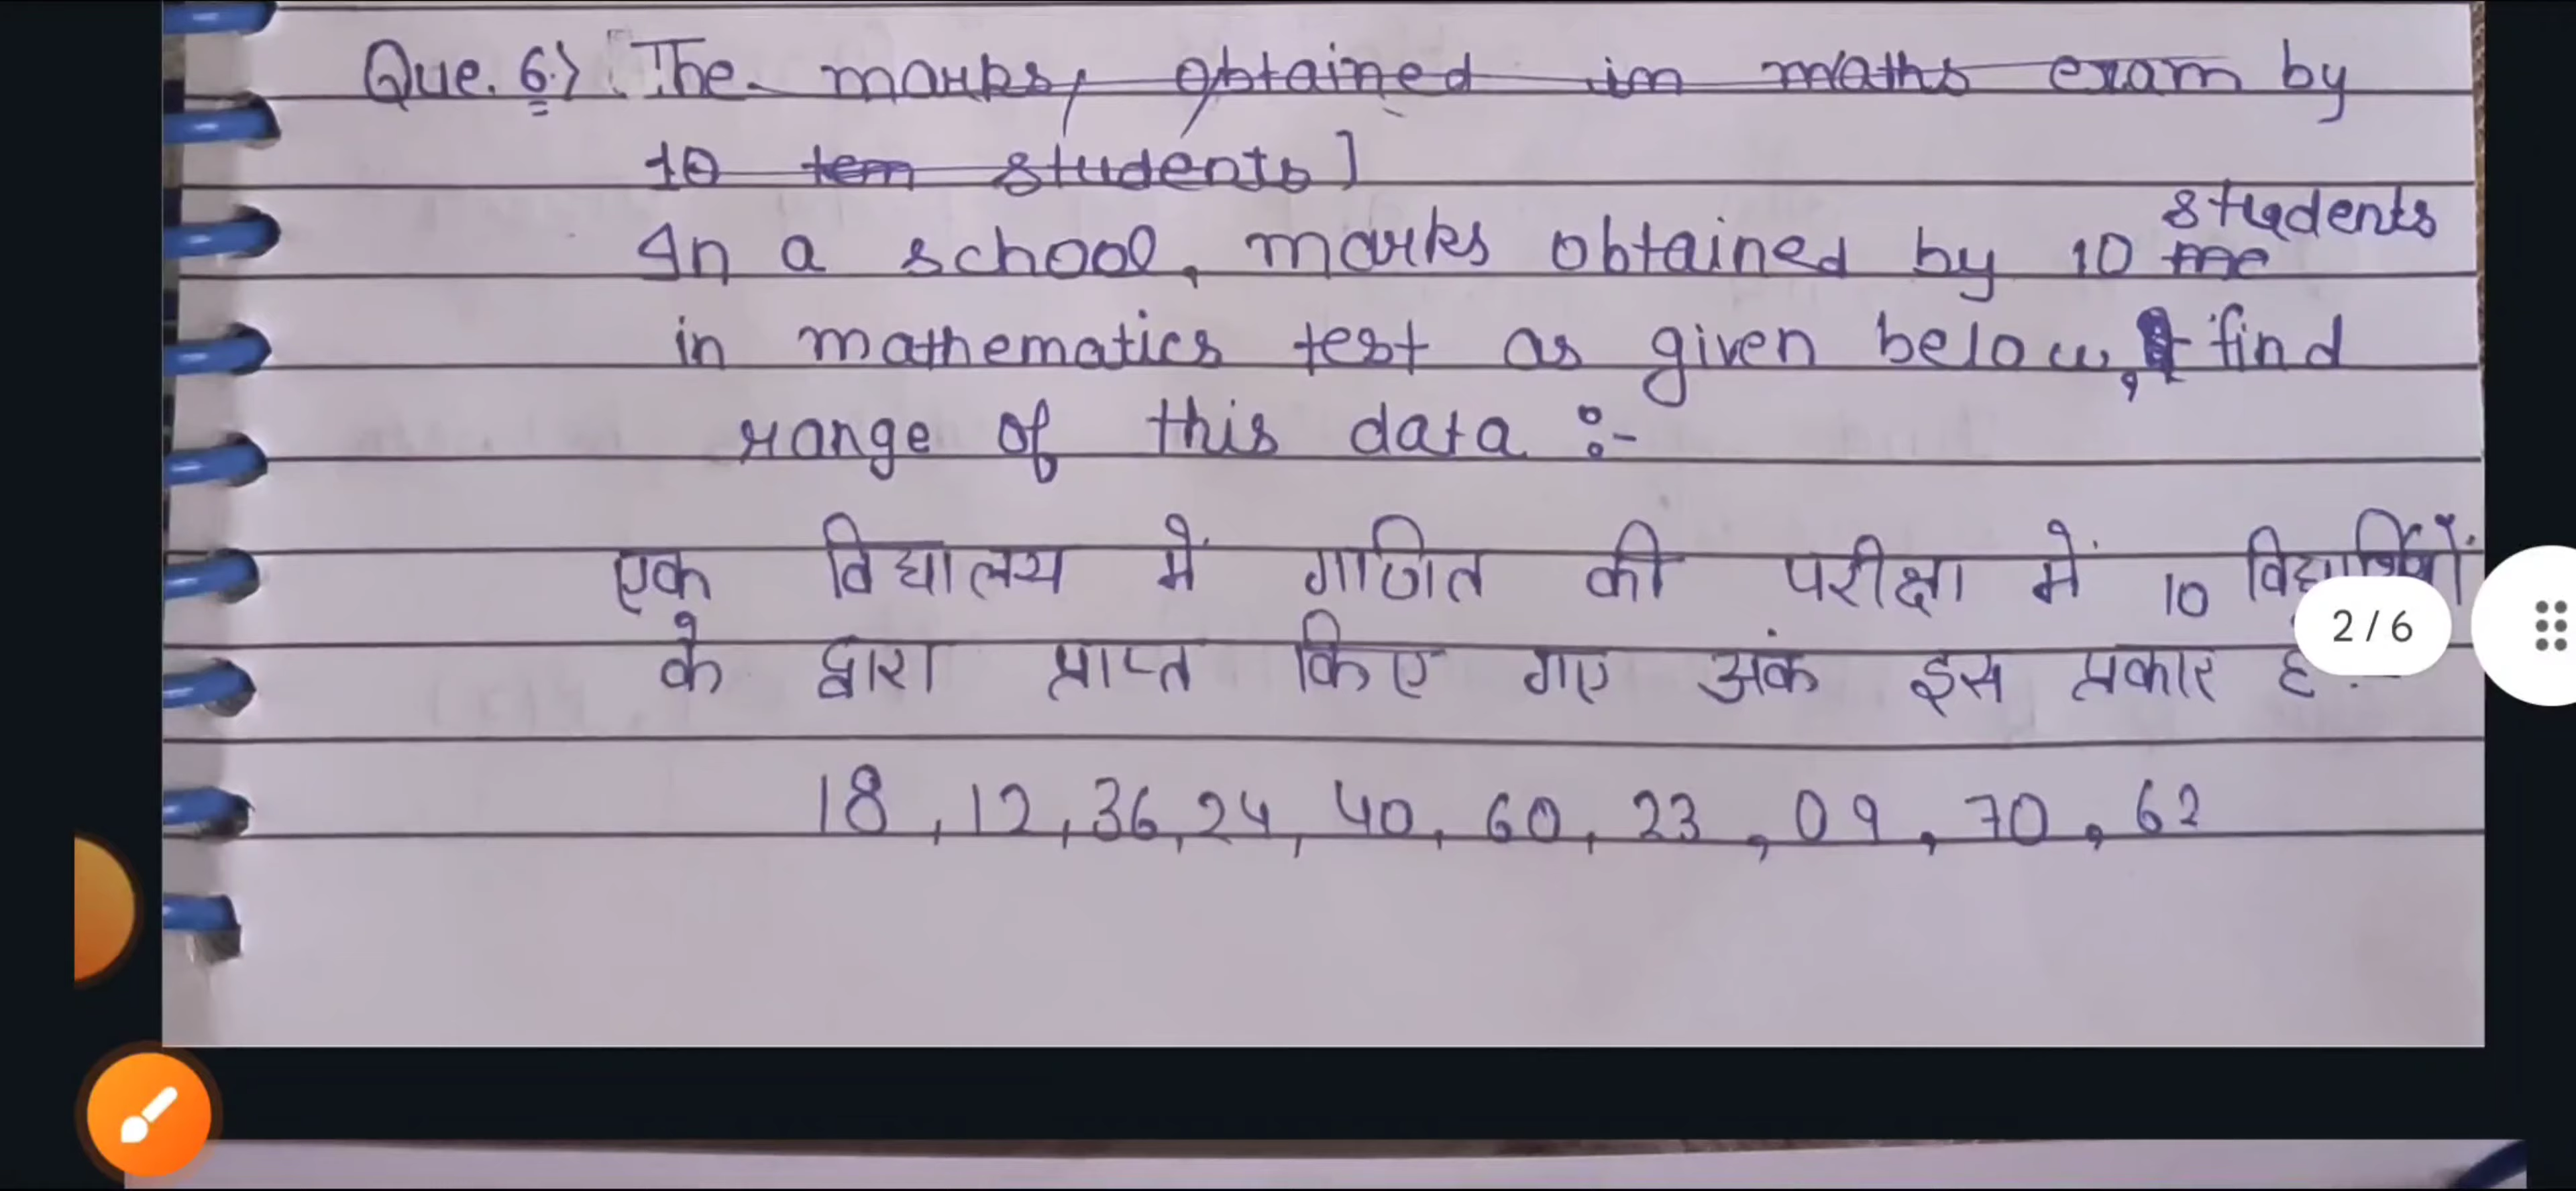 Que. 6.) [The marks, obtained in maths exam by
10 ten students]
students
In a school, marks obtained by 10
in mathematics test as given below, find
range of this data :-
एक विद्यालय में गणित की परीक्षा में 10
के द्वारा प्राप्त किए गए अंक इस प्रकार है
18, 12, 36, 24, 40, 60, 23, 09, 70, 62
2/6